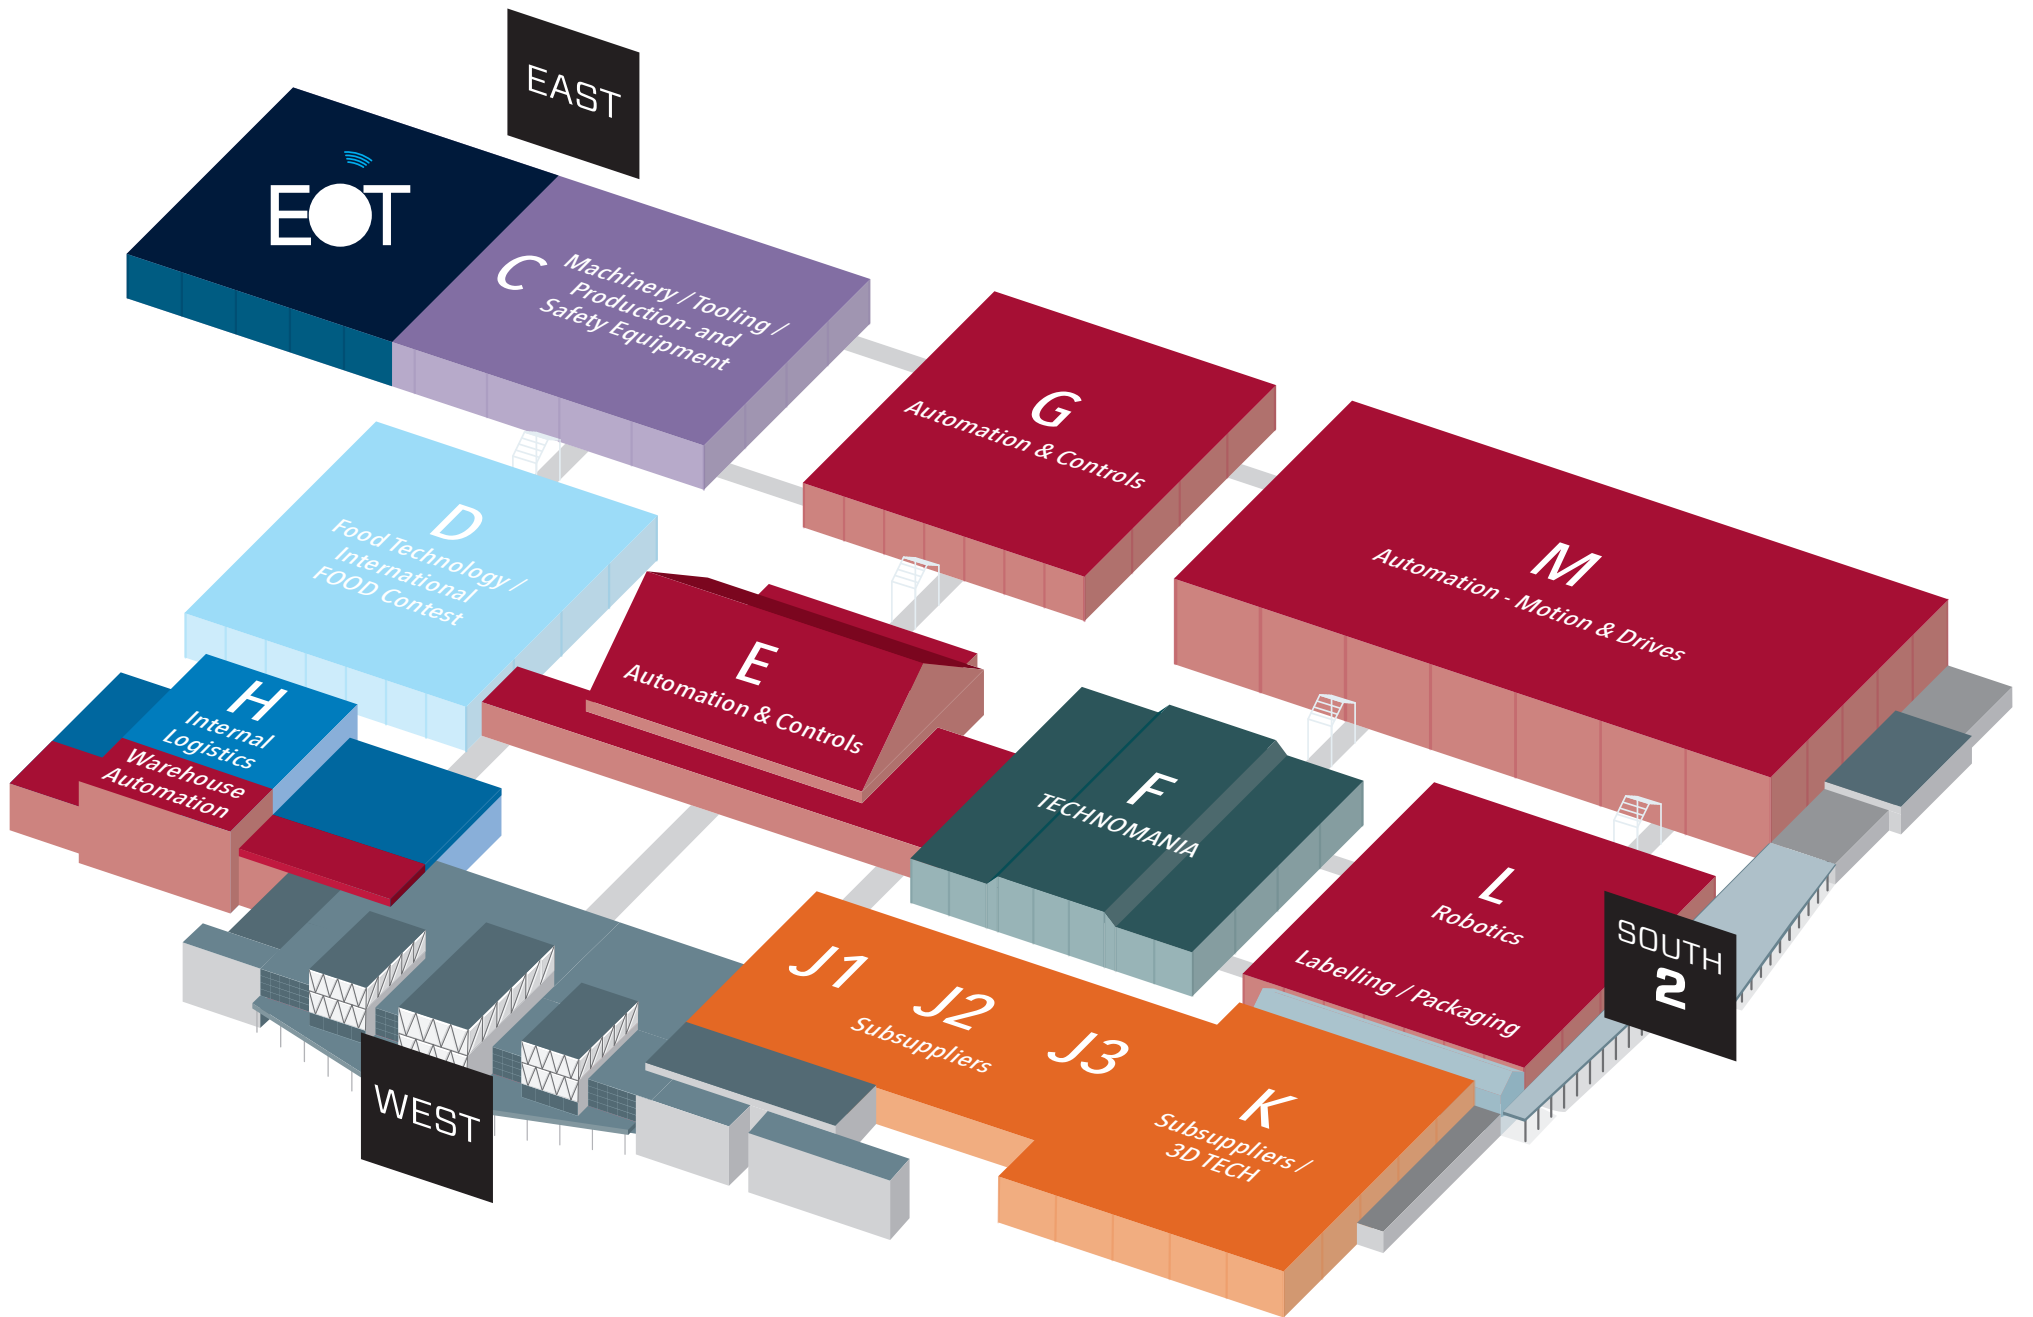 EAST
EOT
C
Machinery / Tooling /
Production- and
Safety Equipment
G
Automation & Controls
M
Automation - Motion & Drives
D
Food Technology /
International
FOOD Contest
E
Automation & Controls
H
Internal
Logistics
Warehouse
Automation
F
TECHNOMANIA
L
Robotics
Labelling / Packaging
SOUTH
2
J1
J2
Subsuppliers
J3
K
Subsuppliers /
3D TECH
WEST